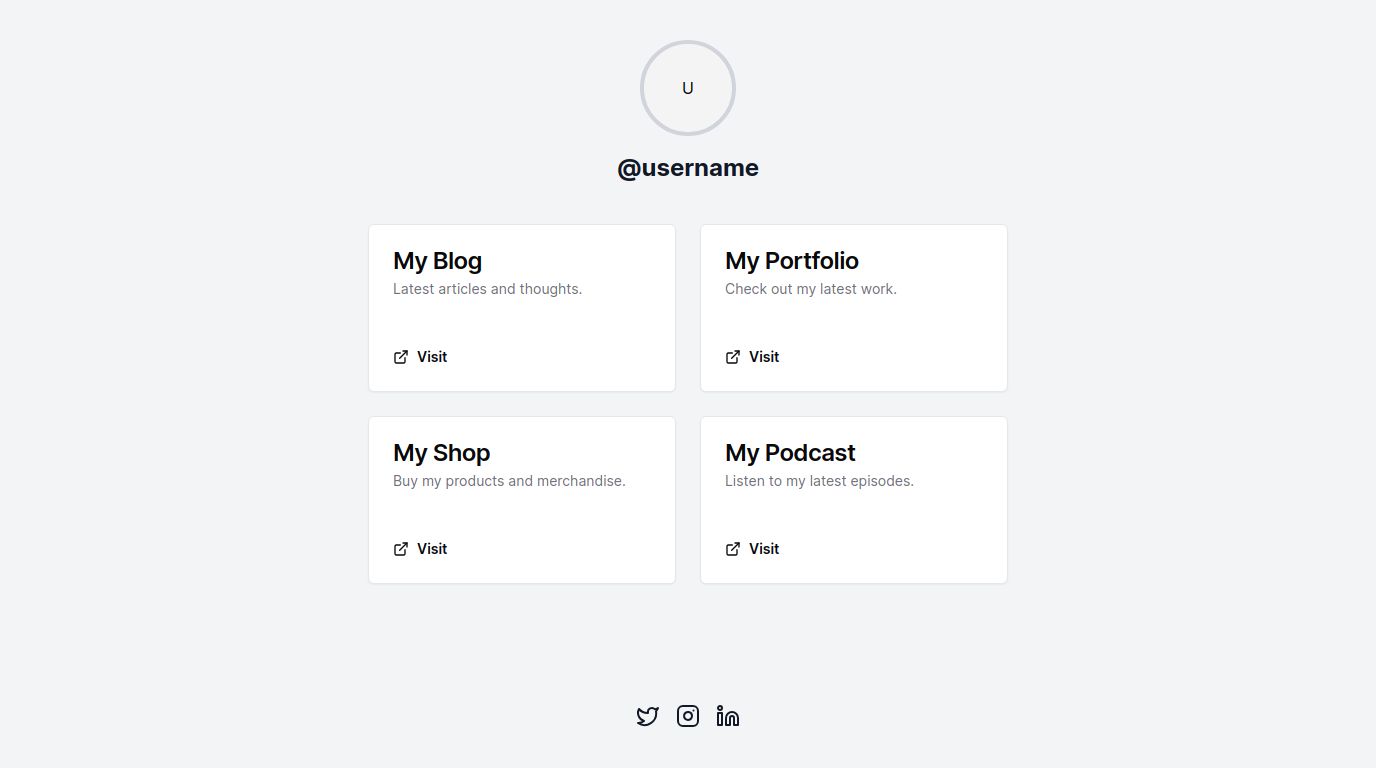 U
@username
My Blog
Latest articles and thoughts.
Visit
My Portfolio
Check out my latest work.
Visit
My Shop
Buy my products and merchandise.
Visit
My Podcast
Listen to my latest episodes.
Visit